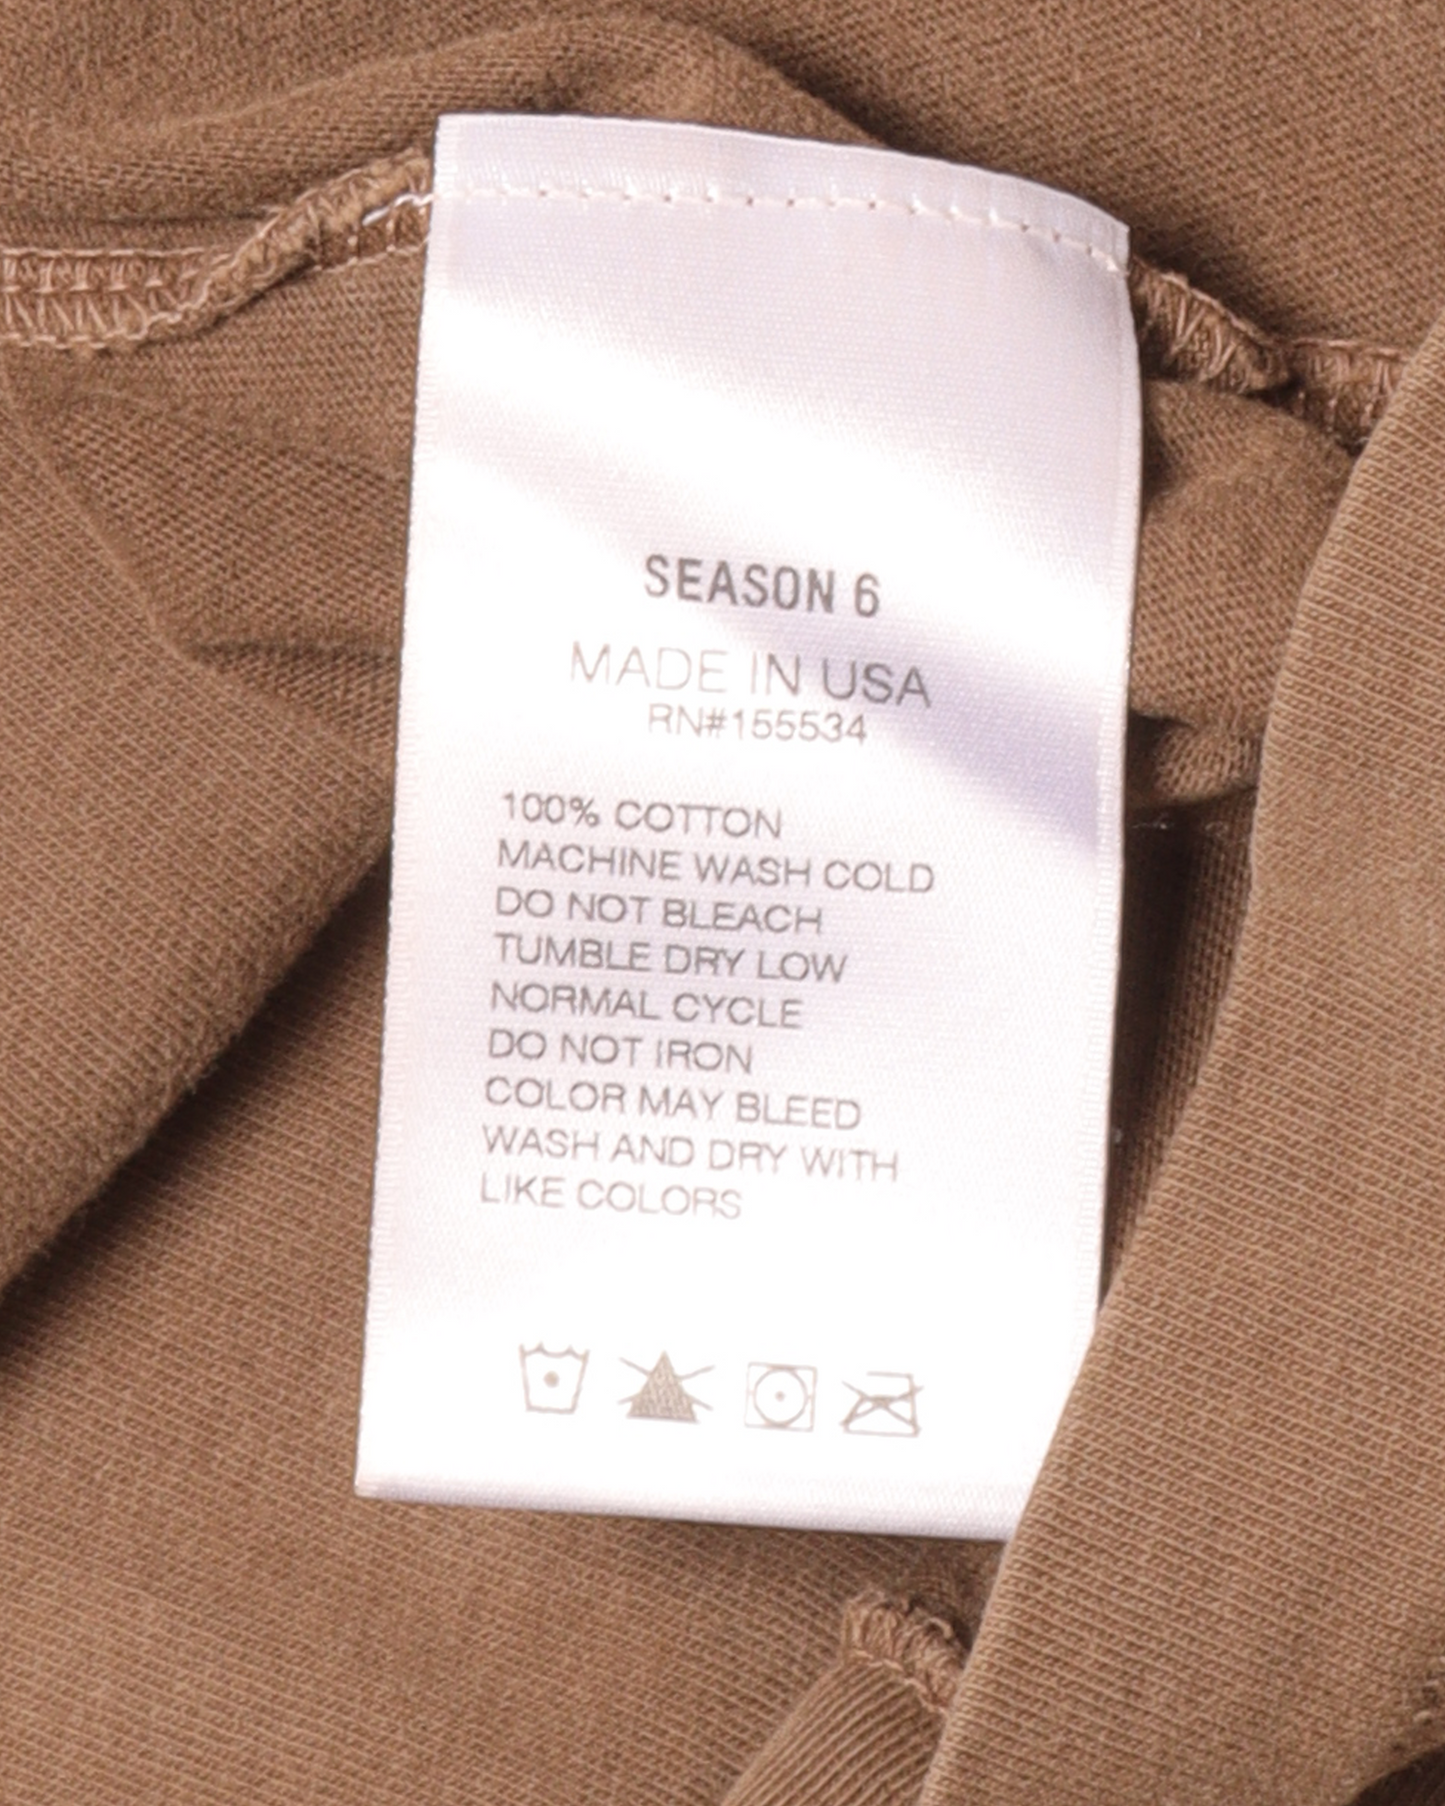 SEASON 6
MADE IN USA
RN#155534
100% COTTON
MACHINE WASH COLD
DO NOT BLEACH
TUMBLE DRY LOW
NORMAL CYCLE
DO NOT IRON
COLOR MAY BLEED
WASH AND DRY WITH
LIKE COLORS